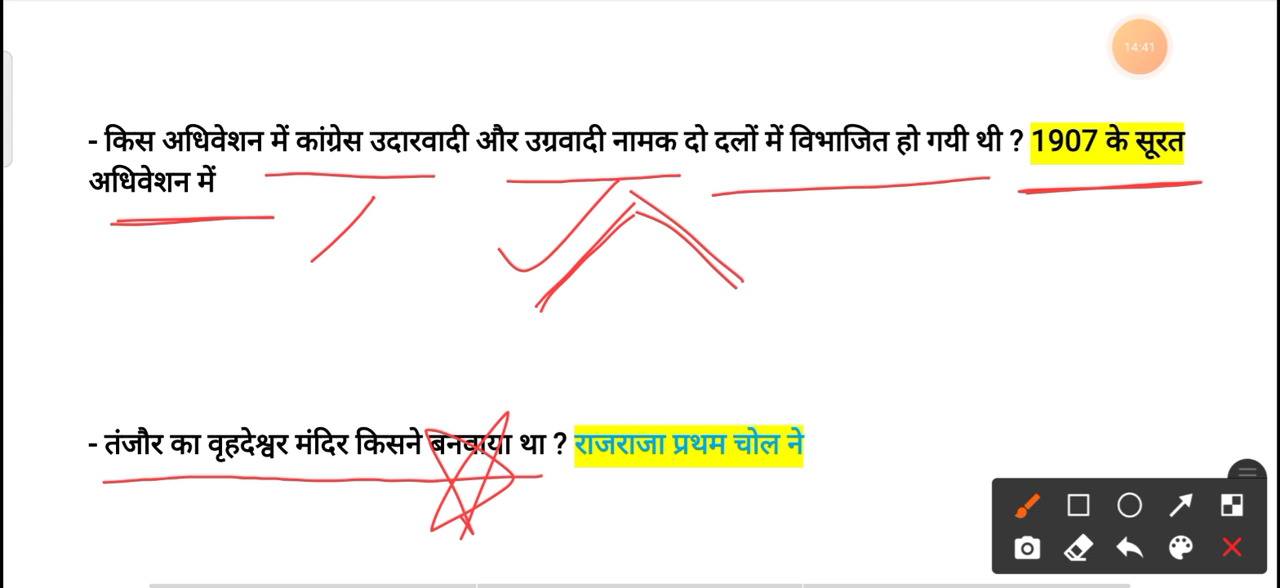 14:41
- किस अधिवेशन में कांग्रेस उदारवादी और उग्रवादी नामक दो दलों में विभाजित हो गयी थी ? 1907 के सूरत
अधिवेशन में
- तंजौर का वृहदेश्वर मंदिर किसने बनवाया था ? राजराजा प्रथम चोल ने